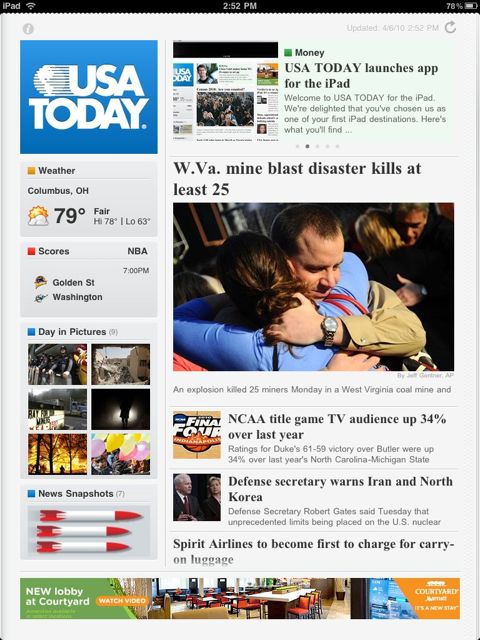 iPad
2:52 PM
78%
Updated: 4/6/10 2:52 PM
USA
TODAY
Money
USA TODAY launches app
for the iPad
Welcome to USA TODAY for the iPad.
We're delighted that you've chosen us as
one of your first iPad destinations. Here's
what you'll find ...
Weather
Columbus, OH
79°
Fair
Hi 78° | Lo 63°
Scores
NBA
7:00PM
Golden St
Washington
Day in Pictures (9)
News Snapshots (7)
W.Va. mine blast disaster kills at
least 25
By Jeff Gentner, AP
An explosion killed 25 miners Monday in a West Virginia coal mine and
FINAL
FOUR
INDIANAPOLIS
NCAA title game TV audience up 34%
over last year
Ratings for Duke's 61-59 victory over Butler were up
34% over last year's North Carolina-Michigan State
Defense secretary warns Iran and North
Korea
Defense Secretary Robert Gates said Tuesday that
unprecedented limits being placed on the U.S. nuclear
Spirit Airlines to become first to charge for carry-
on luggage
NEW lobby
at Courtyard
WATCH VIDEO
COURTYARD
Marriott
IT'S A NEW STAY